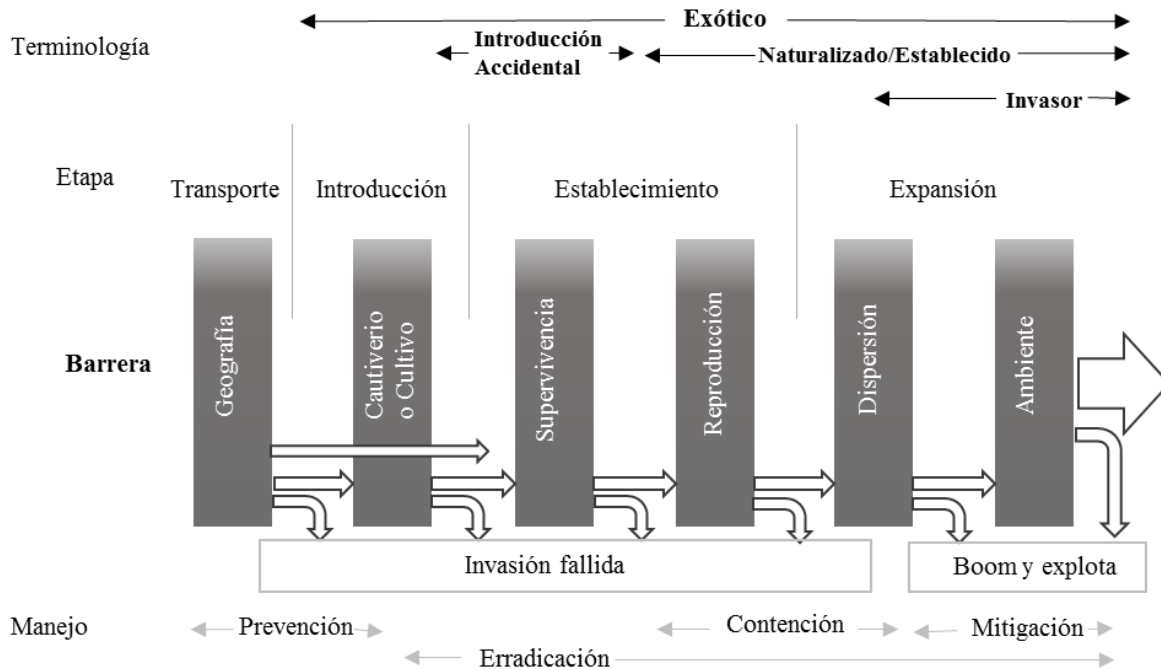 Exótico
Terminología
Introducción
Accidental
Naturalizado/Establecido
Invasor
Etapa
Transporte
Introducción
Establecimiento
Expansión
Barrera
Geografía
Cautiverio
o Cultivo
Supervivencia
Reproducción
Dispersión
Ambiente
Invasión fallida
Boom y explota
Manejo
Prevención
Contención
Mitigación
Erradicación